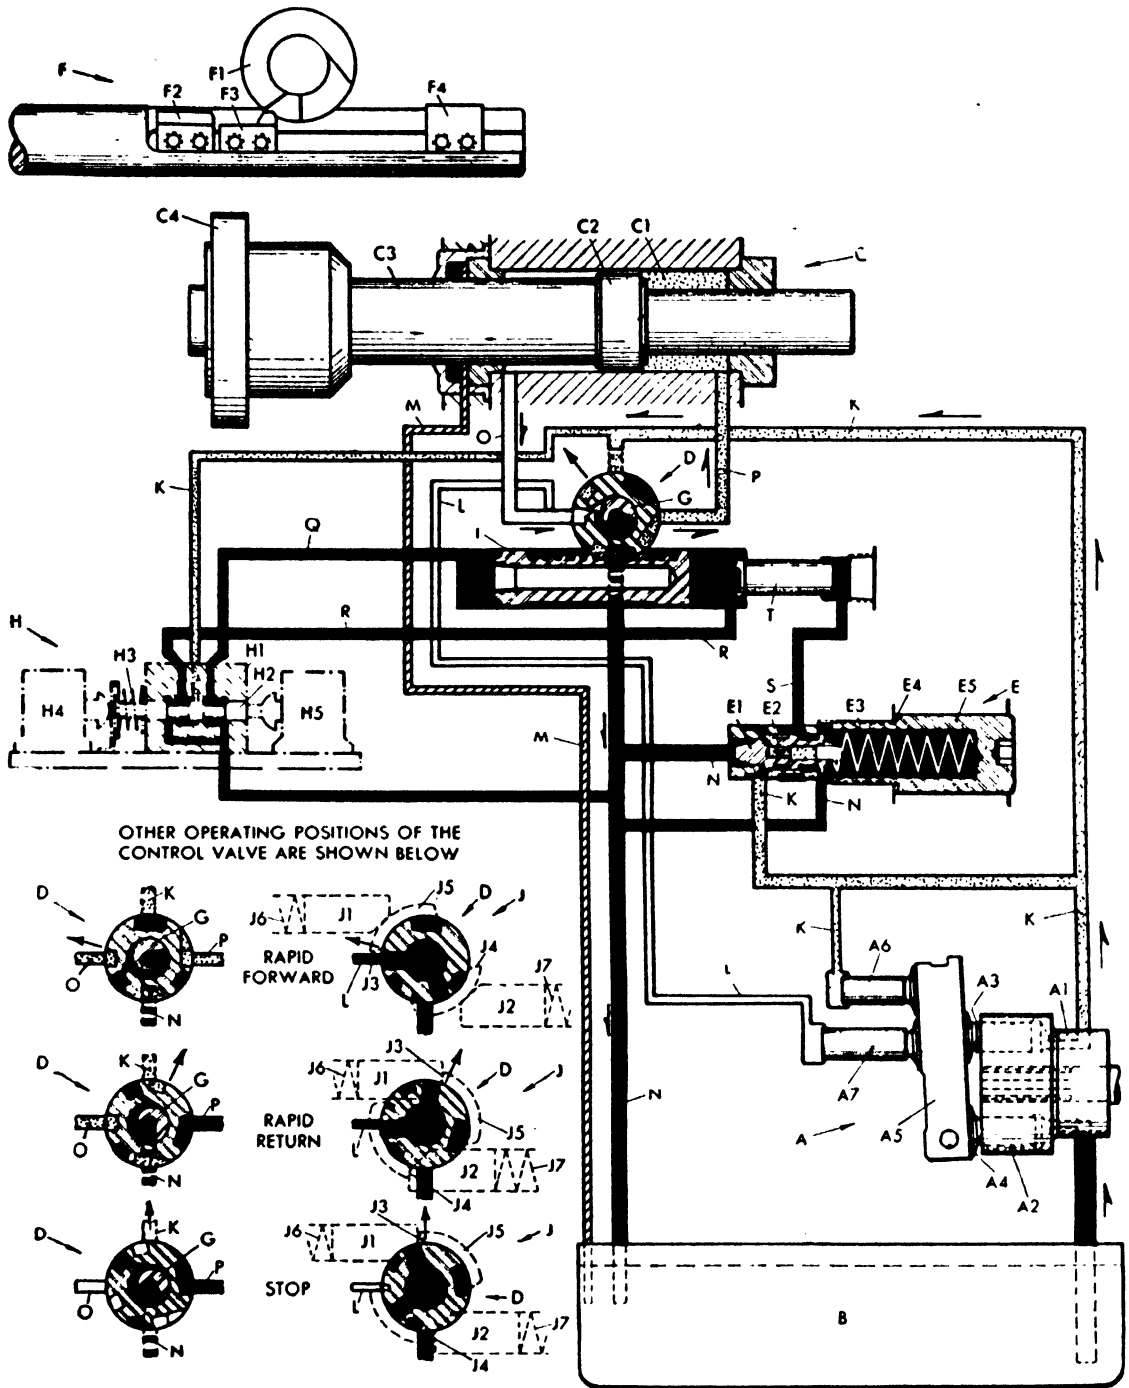 F
F1
F2
F3
F4
C4
C3
C2
C1
C
M
O
K
K
D
P
G
L
Q
I
T
R
R
H
H3
H1
H2
H4
H5
S
E1
E2
E3
E4
E5
E
M
N
K
N
OTHER OPERATING POSITIONS OF THE
CONTROL VALVE ARE SHOWN BELOW
D
K
G
P
O
N
J5
D
J
J6
J1
RAPID
FORWARD
J4
J7
L
J3
J2
K
K
A6
L
A3
A1
A7
A
A5
A4
A2
N
D
K
G
P
O
N
J3
D
J
J6
J1
RAPID
RETURN
J5
L
J2
J7
J4
D
K
G
P
O
N
J3
J5
J
J6
J1
STOP
L
D
J2
J7
J4
B